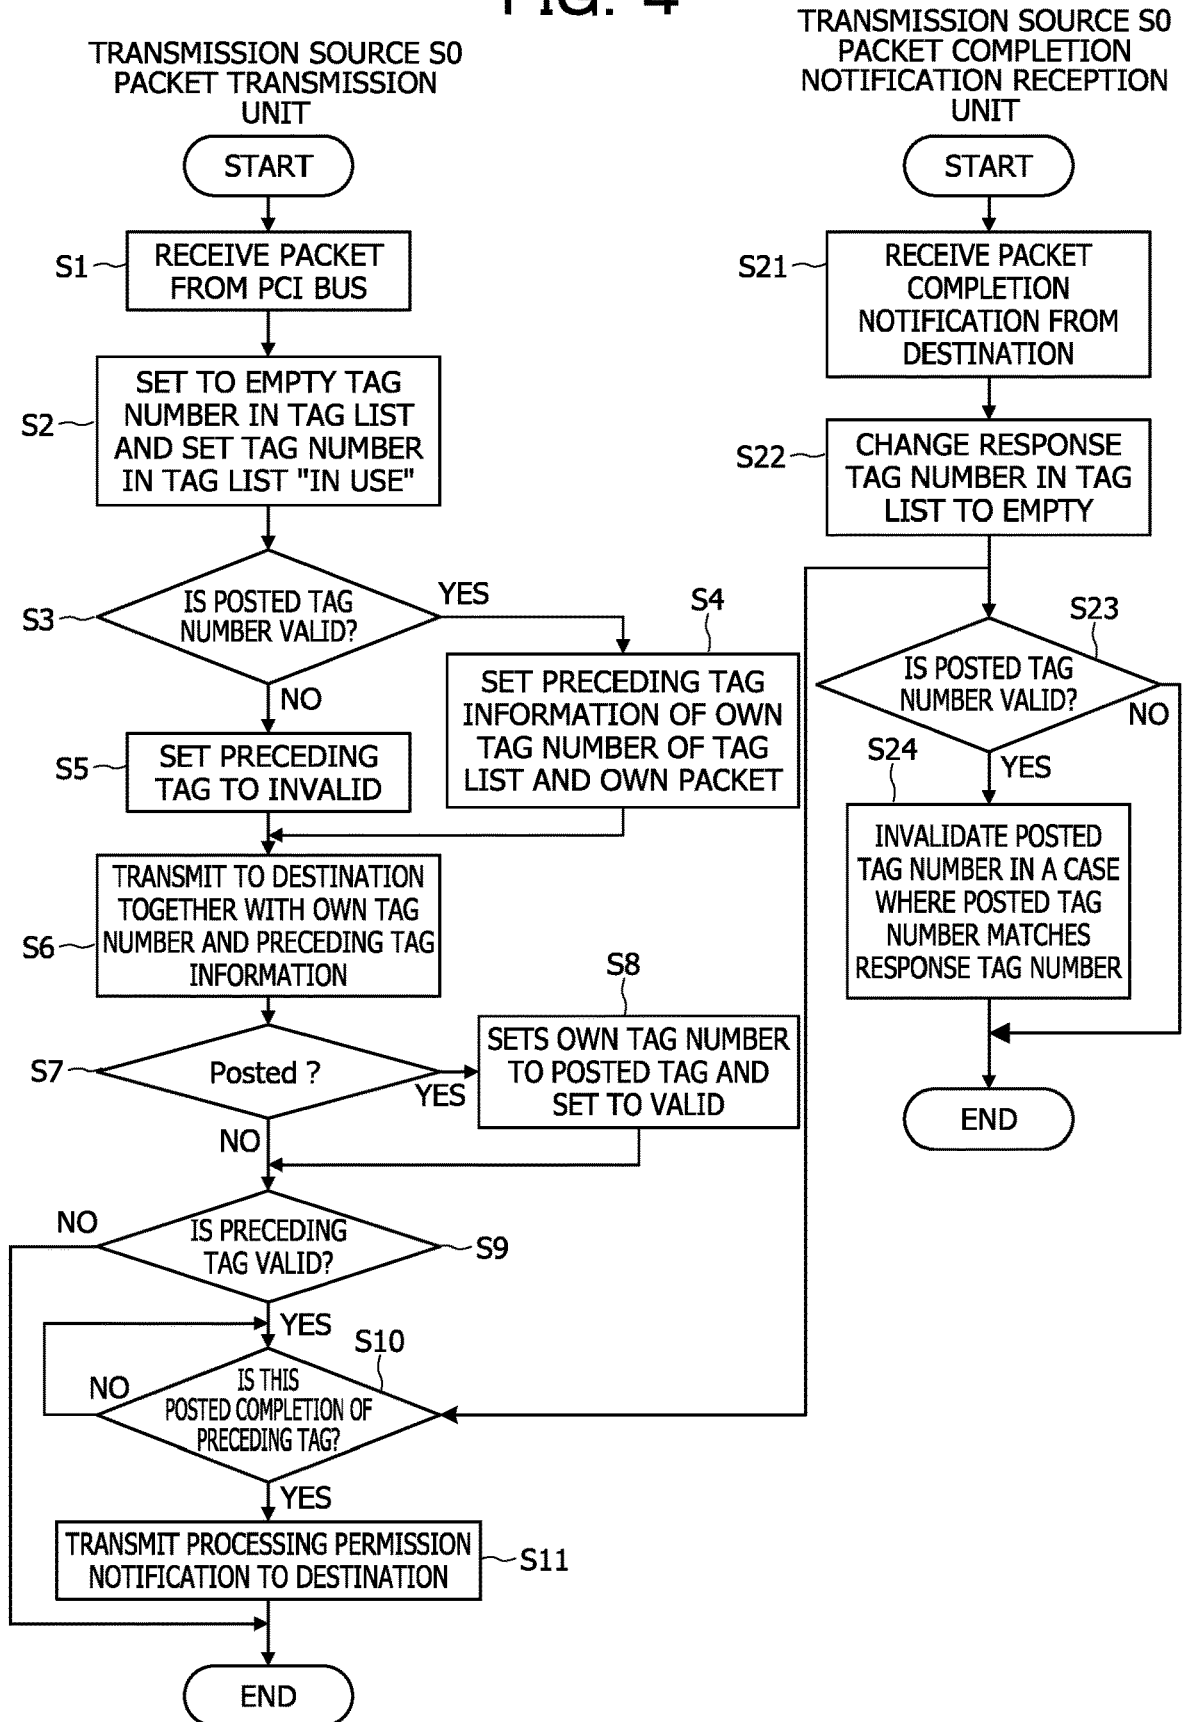 FIG. 4
TRANSMISSION SOURCE S0
PACKET TRANSMISSION
UNIT
START
S1
RECEIVE PACKET
FROM PCI BUS
S2
SET TO EMPTY TAG
NUMBER IN TAG LIST
AND SET TAG NUMBER
IN TAG LIST "IN USE"
S3
IS POSTED TAG
NUMBER VALID?
YES
NO
S4
SET PRECEDING TAG
INFORMATION OF OWN
TAG NUMBER OF TAG
LIST AND OWN PACKET
S5
SET PRECEDING
TAG TO INVALID
S6
TRANSMIT TO DESTINATION
TOGETHER WITH OWN TAG
NUMBER AND PRECEDING TAG
INFORMATION
S7
Posted ?
YES
NO
S8
SETS OWN TAG NUMBER
TO POSTED TAG AND
SET TO VALID
S9
IS PRECEDING
TAG VALID?
NO
YES
S10
IS THIS
POSTED COMPLETION OF
PRECEDING TAG?
NO
YES
S11
TRANSMIT PROCESSING PERMISSION
NOTIFICATION TO DESTINATION
END
TRANSMISSION SOURCE S0
PACKET COMPLETION
NOTIFICATION RECEPTION
UNIT
START
S21
RECEIVE PACKET
COMPLETION
NOTIFICATION FROM
DESTINATION
S22
CHANGE RESPONSE
TAG NUMBER IN TAG
LIST TO EMPTY
S23
IS POSTED TAG
NUMBER VALID?
NO
YES
S24
INVALIDATE POSTED
TAG NUMBER IN A CASE
WHERE POSTED TAG
NUMBER MATCHES
RESPONSE TAG NUMBER
END